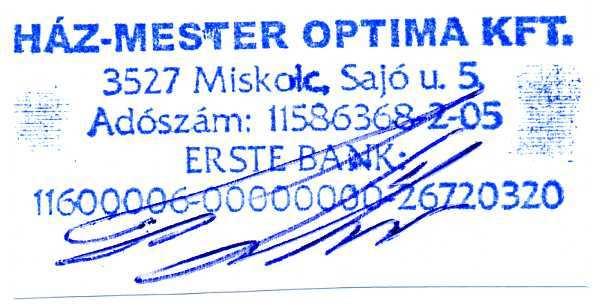 HÁZ-MESTER OPTIMA KFT.
3527 Miskolc, Sajó u. 5.
Adószám: 11586368-2-05
ERSTE BANK:
11600006-00000000-26720320